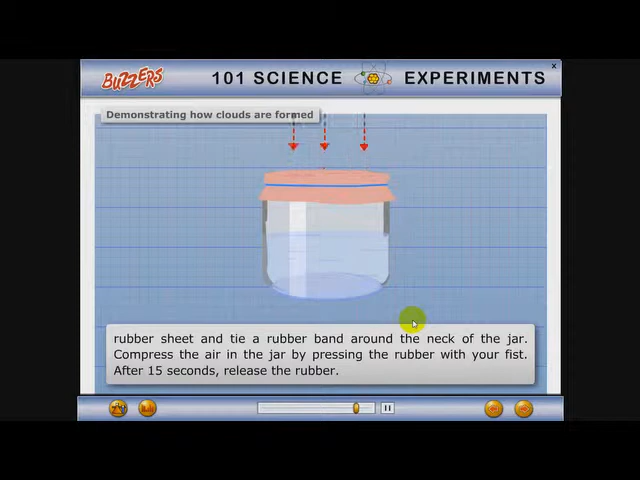 BUZZERS 101 SCIENCE EXPERIMENTS x
Demonstrating how clouds are formed
rubber sheet and tie a rubber band around the neck of the jar.
Compress the air in the jar by pressing the rubber with your fist.
After 15 seconds, release the rubber.